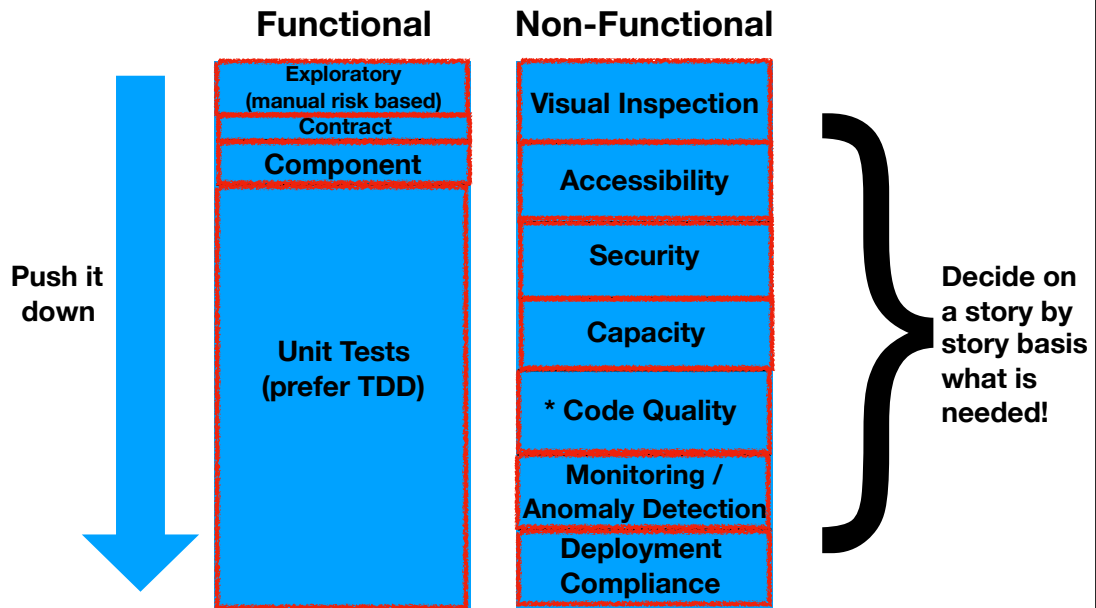 Functional
Non-Functional
Push it
down
Exploratory
(manual risk based)
Contract
Component
Unit Tests
(prefer TDD)
Visual Inspection
Accessibility
Security
Capacity
* Code Quality
Monitoring /
Anomaly Detection
Deployment
Compliance
Decide on
a story by
story basis
what is
needed!